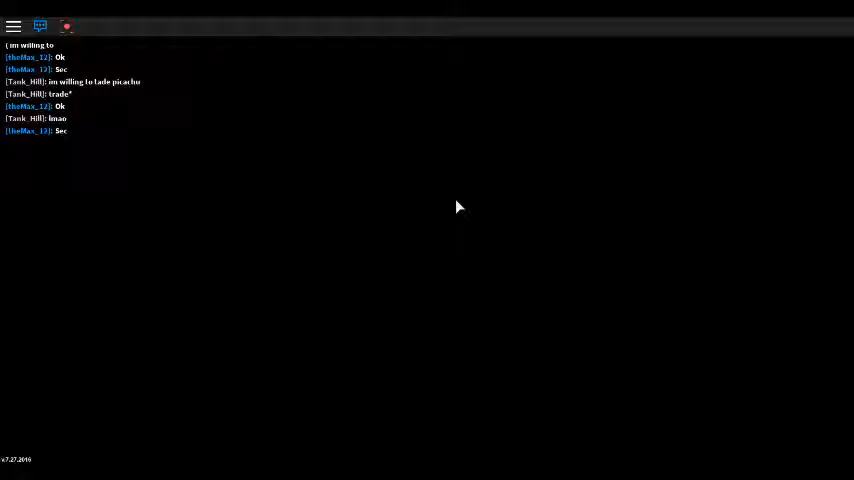 ( im willing to
[theMax_12]: Ok
[theMax_12]: Sec
[Tank_Hill]: im willing to tade picachu
[Tank_Hill]: trade*
[theMax_12]: Ok
[Tank_Hill]: lmao
[theMax_12]: Sec
v.7.27.2016